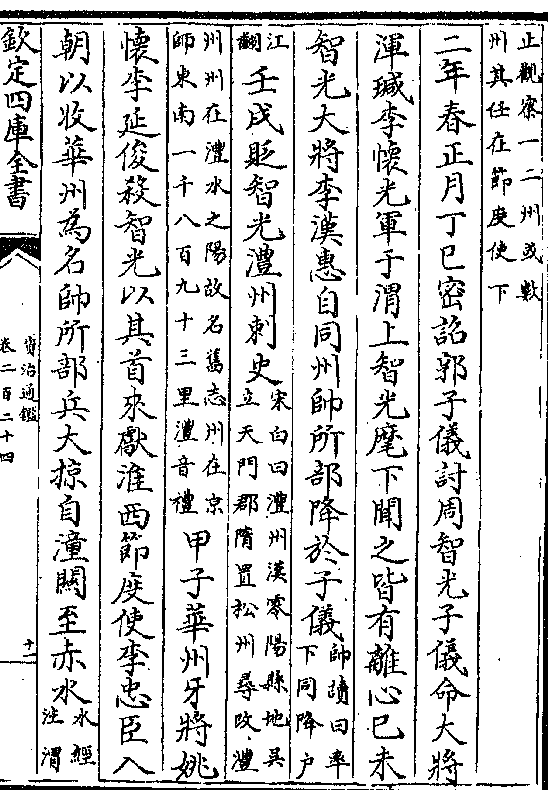 止觀察一二州或數
州其任在節度使下
二年春正月丁巳密詔郭子儀討周智光子儀命大將
渾瑊李懷光軍于渭上智光麾下聞之皆有離心己未
智光大將李漢惠自同州帥所部降於子儀帥讀曰率
下同降户
江
翻壬戌貶智光澧州刺史宋白曰澧州漢零陽縣地吳
立天門郡隋置松州尋改澧
州州在澧水之陽故名舊志州在京
師東南一千八百九十三里澧音禮甲子華州牙將姚
懷李延俊殺智光以其首來獻淮西節度使李忠臣入
朝以收華州為名帥所部兵大掠自潼關至赤水水經
注渭
欽定四庫全書
資治通鑑
卷二百二十四
十一